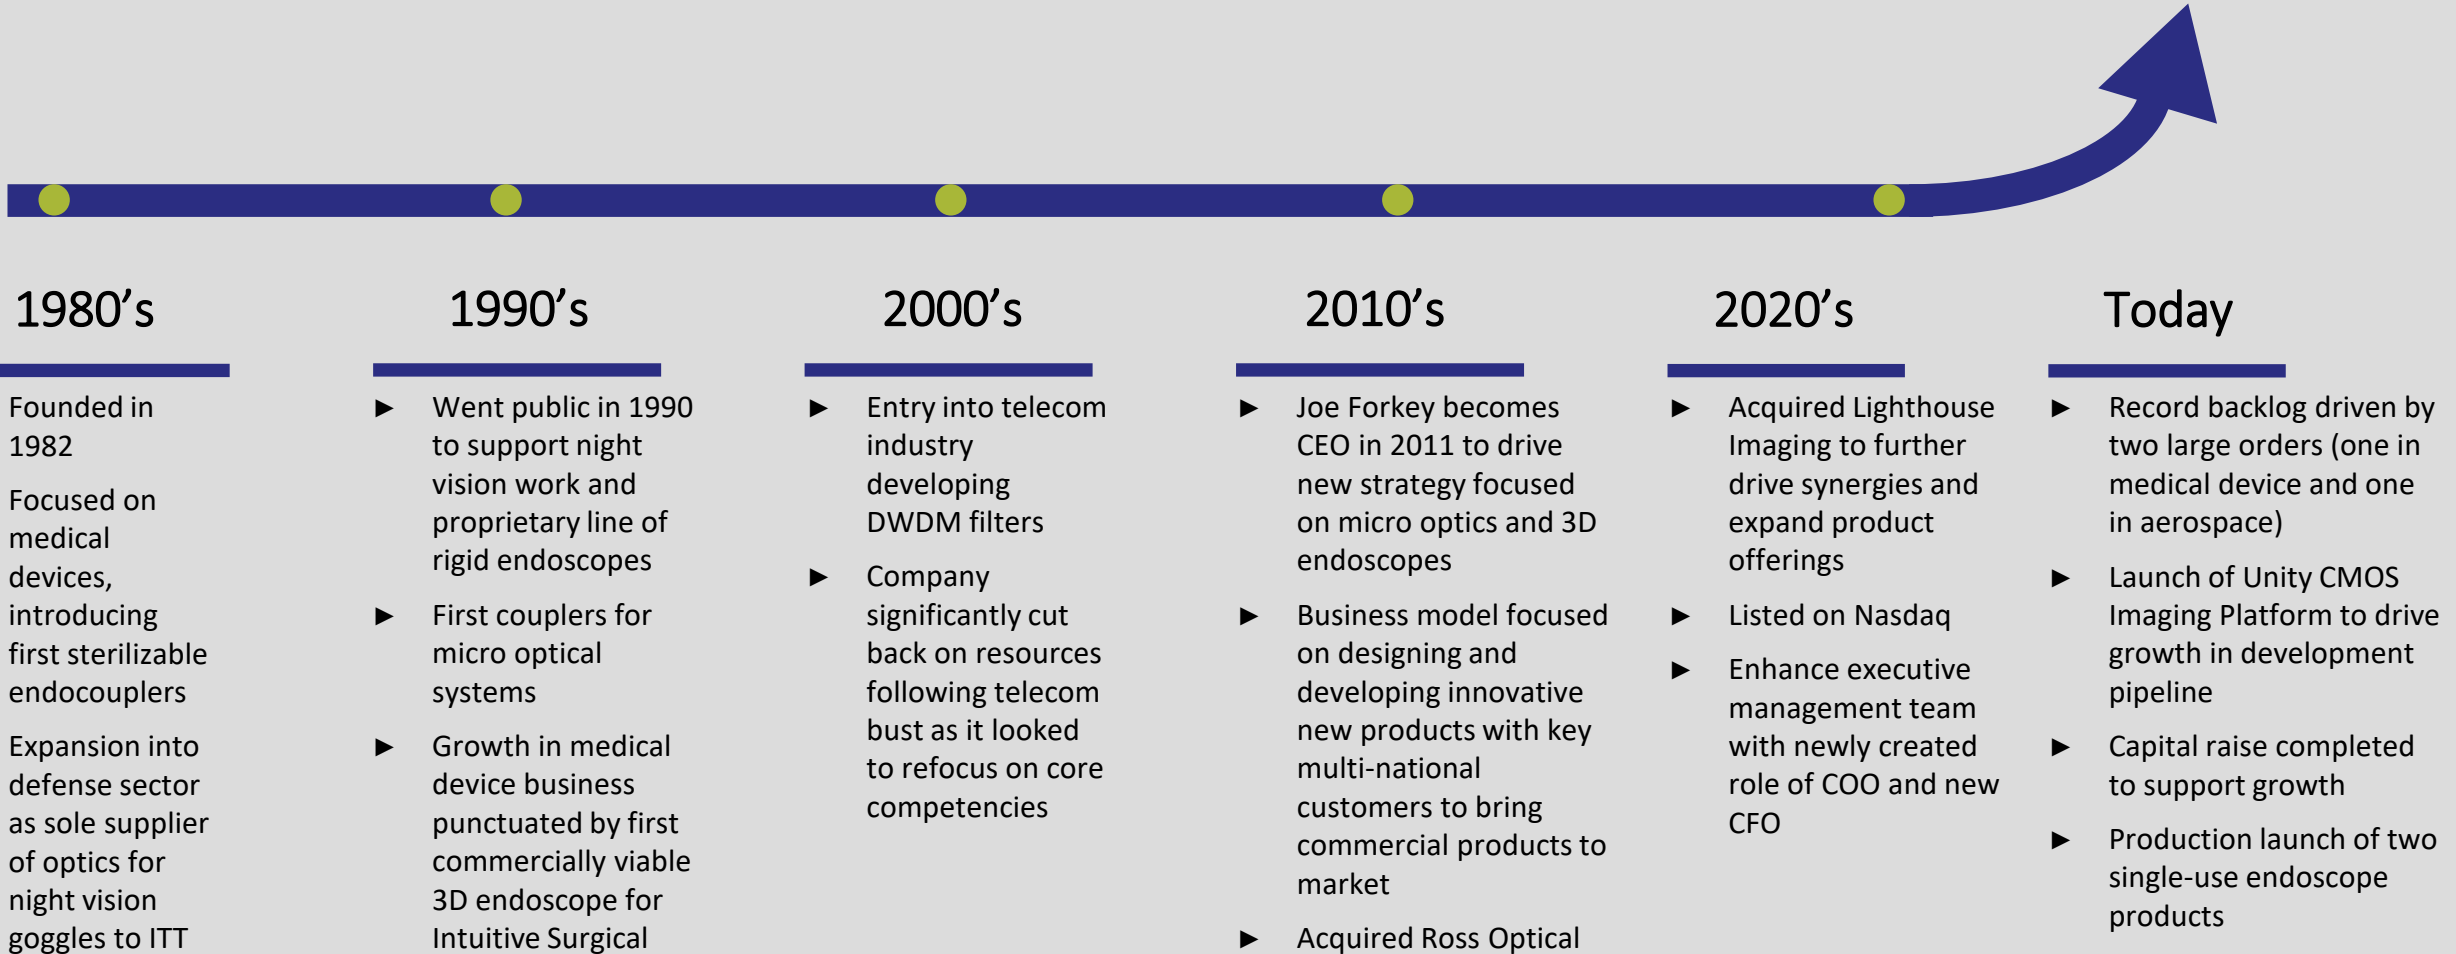 1980’s
Founded in
1982
Focused on
medical
devices,
introducing
first sterilizable
endocouplers
Expansion into
defense sector
as sole supplier
of optics for
night vision
goggles to ITT
1990’s
► Went public in 1990
to support night
vision work and
proprietary line of
rigid endoscopes
► First couplers for
micro optical
systems
► Growth in medical
device business
punctuated by first
commercially viable
3D endoscope for
Intuitive Surgical
2000’s
► Entry into telecom
industry
developing
DWDM filters
► Company
significantly cut
back on resources
following telecom
bust as it looked
to refocus on core
competencies
2010’s
► Joe Forkey becomes
CEO in 2011 to drive
new strategy focused
on micro optics and 3D
endoscopes
► Business model focused
on designing and
developing innovative
new products with key
multi-national
customers to bring
commercial products to
market
► Acquired Ross Optical
2020’s
► Acquired Lighthouse
Imaging to further
drive synergies and
expand product
offerings
► Listed on Nasdaq
► Enhance executive
management team
with newly created
role of COO and new
CFO
Today
► Record backlog driven by
two large orders (one in
medical device and one
in aerospace)
► Launch of Unity CMOS
Imaging Platform to drive
growth in development
pipeline
► Capital raise completed
to support growth
► Production launch of two
single-use endoscope
products